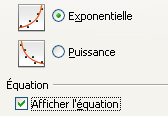 Exponentielle
Puissance
Équation
Afficher l'équation